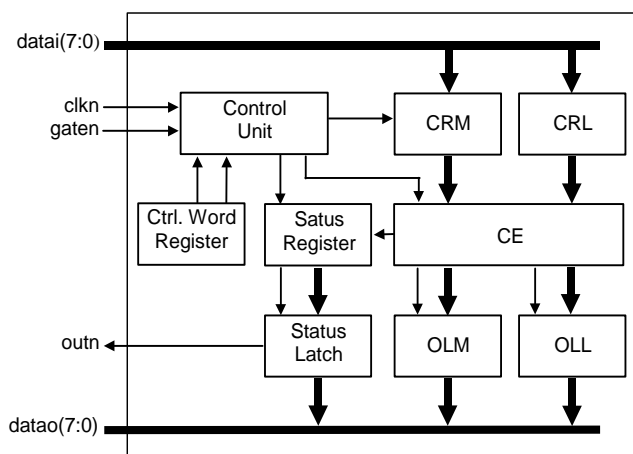 datai(7:0)
clkn
gaten
Control
Unit
CRM
CRL
Ctrl. Word
Register
Satus
Register
CE
outn
Status
Latch
OLM
OLL
datao(7:0)